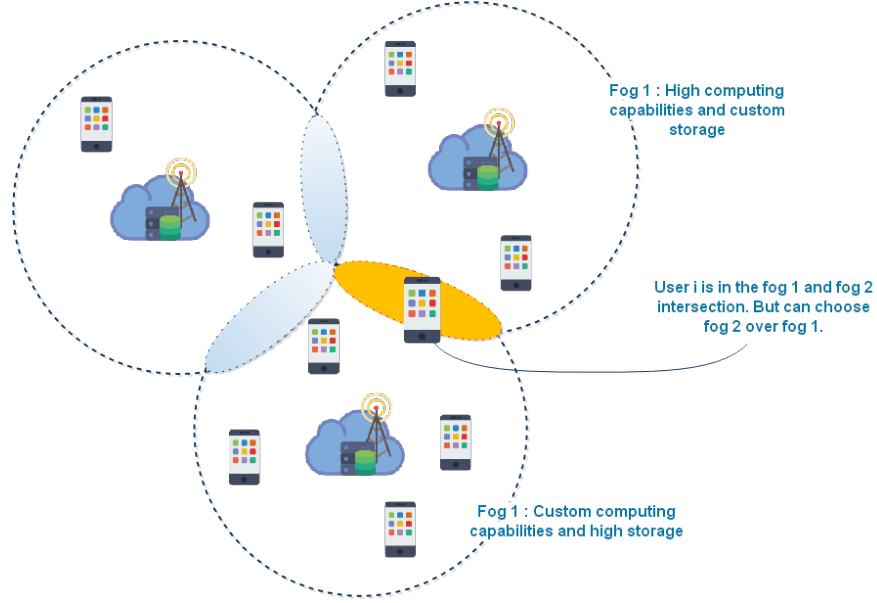 Fog 1 : High computing
capabilities and custom
storage
User i is in the fog 1 and fog 2
intersection. But can choose
fog 2 over fog 1.
Fog 1 : Custom computing
capabilities and high storage